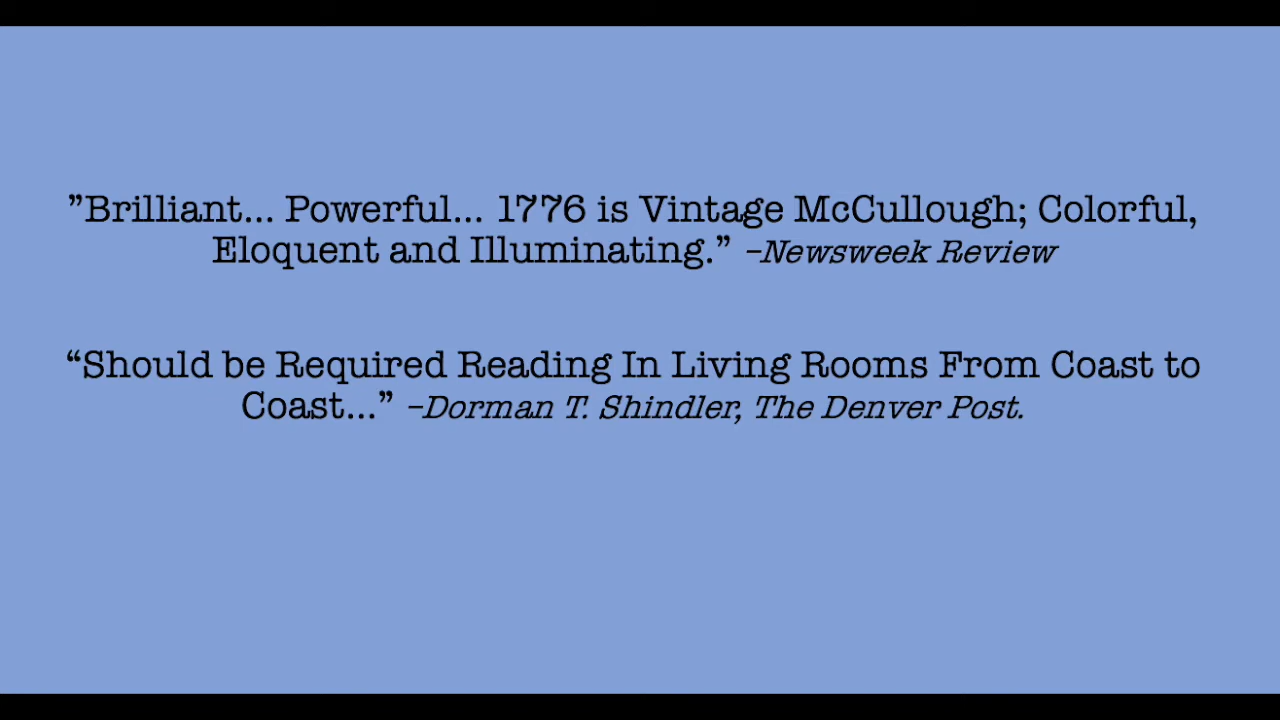 ”Brilliant... Powerful... 1776 is Vintage McCullough; Colorful,
Eloquent and Illuminating.” –Newsweek Review
“Should be Required Reading In Living Rooms From Coast to
Coast...” –Dorman T. Shindler, The Denver Post.